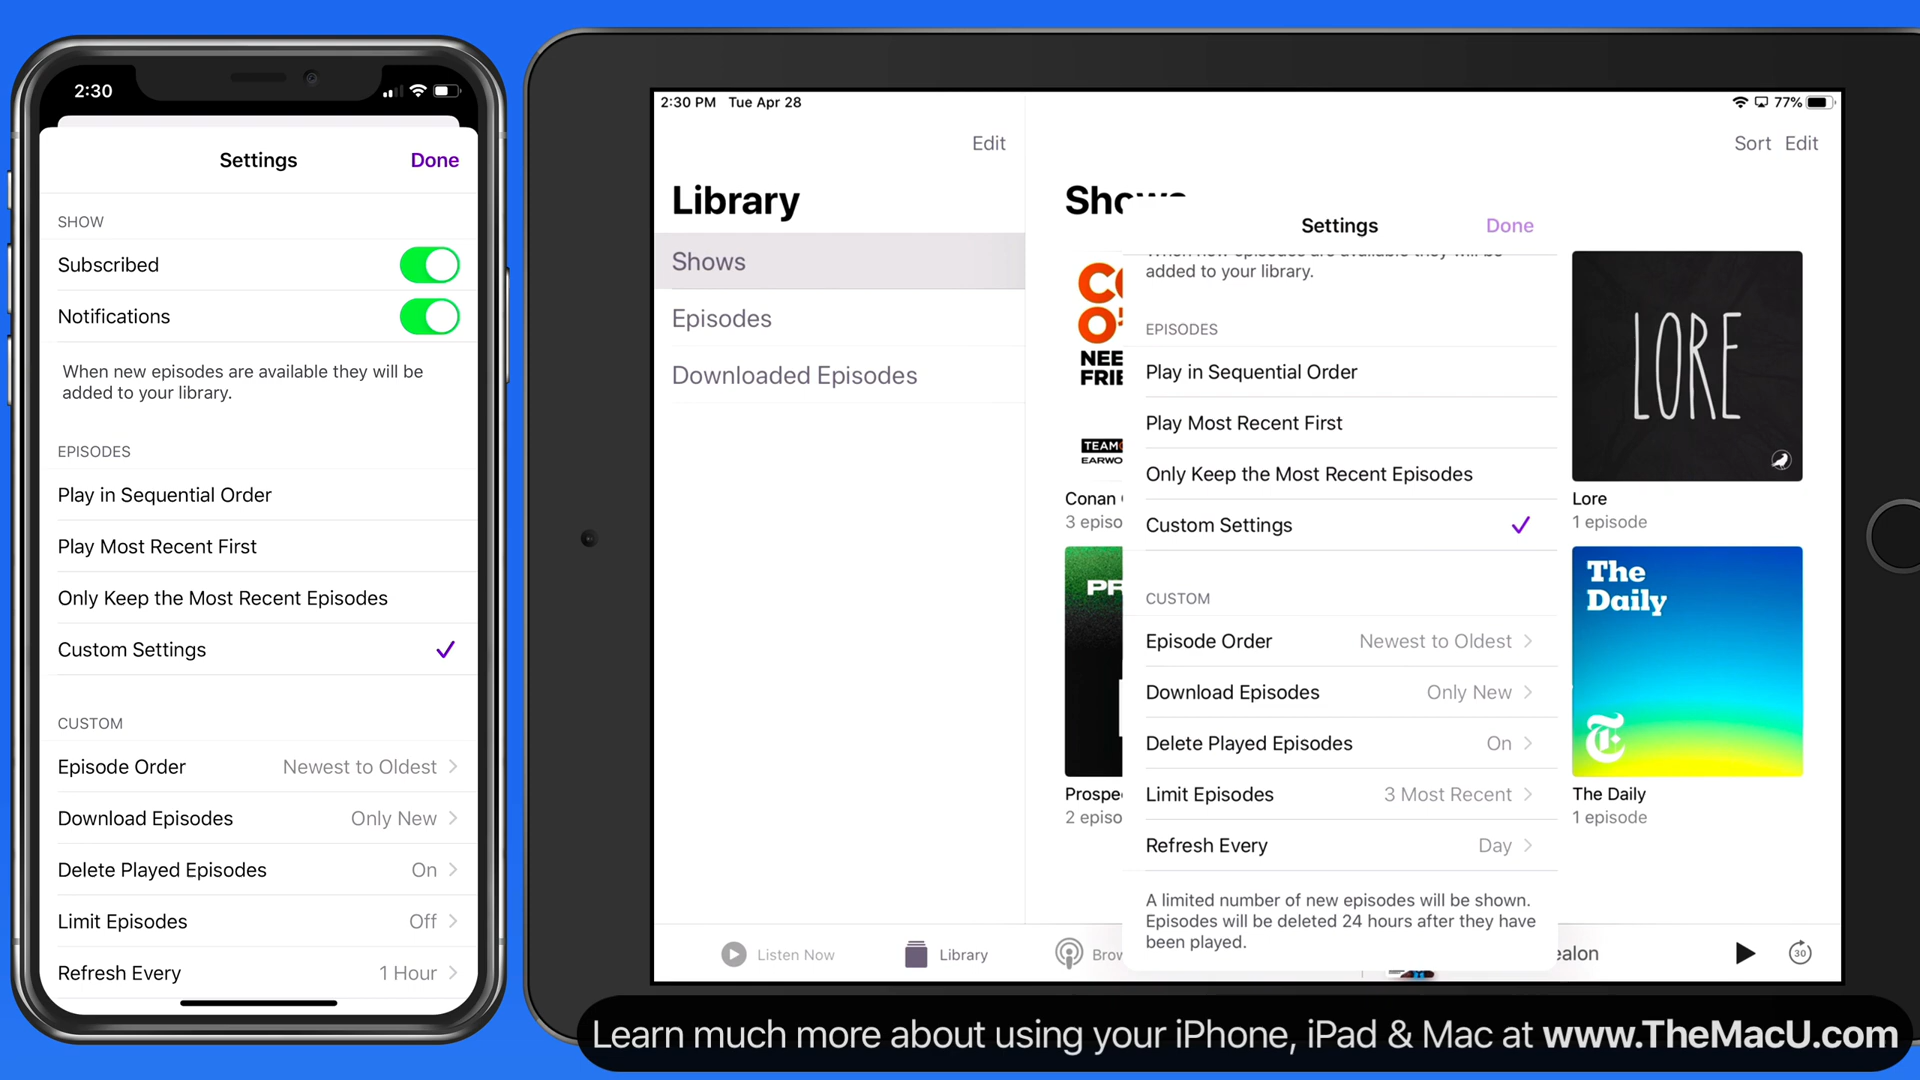 2:30
Settings
Done
SHOW
Subscribed
Notifications
When new episodes are available they will be
added to your library.
EPISODES
Play in Sequential Order
Play Most Recent First
Only Keep the Most Recent Episodes
Custom Settings
CUSTOM
Episode Order Newest to Oldest
Download Episodes Only New
Delete Played Episodes On
Limit Episodes Off
Refresh Every 1 Hour
2:30 PM Tue Apr 28
77%
Edit
Library
Shows
Episodes
Downloaded Episodes
Sort Edit
Shows
Settings
Done
When new episodes are available they will be
added to your library.
EPISODES
Play in Sequential Order
Play Most Recent First
Only Keep the Most Recent Episodes
Custom Settings
CUSTOM
Episode Order Newest to Oldest
Download Episodes Only New
Delete Played Episodes On
Limit Episodes 3 Most Recent
Refresh Every Day
A limited number of new episodes will be shown.
Episodes will be deleted 24 hours after they have
been played.
CO
O'
NEE
FRIE
TEAM
EARWO
Conan
3 episo
PR
Prospe
2 episo
LORE
Lore
1 episode
The
Daily
The Daily
1 episode
Listen Now
Library
Brow
ealon
30
Learn much more about using your iPhone, iPad & Mac at www.TheMacU.com